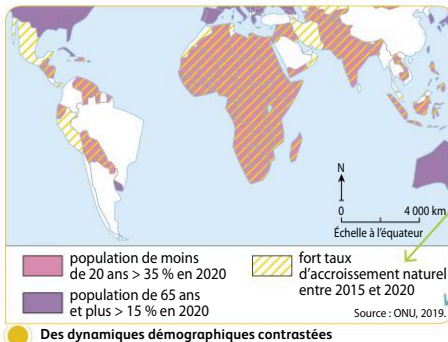 N
0 4 000 km
Échelle à l'équateur
population de moins
de 20 ans > 35 % en 2020
population de 65 ans
et plus > 15 % en 2020
fort taux
d'accroissement naturel
entre 2015 et 2020
Source : ONU, 2019.
Des dynamiques démographiques contrastées